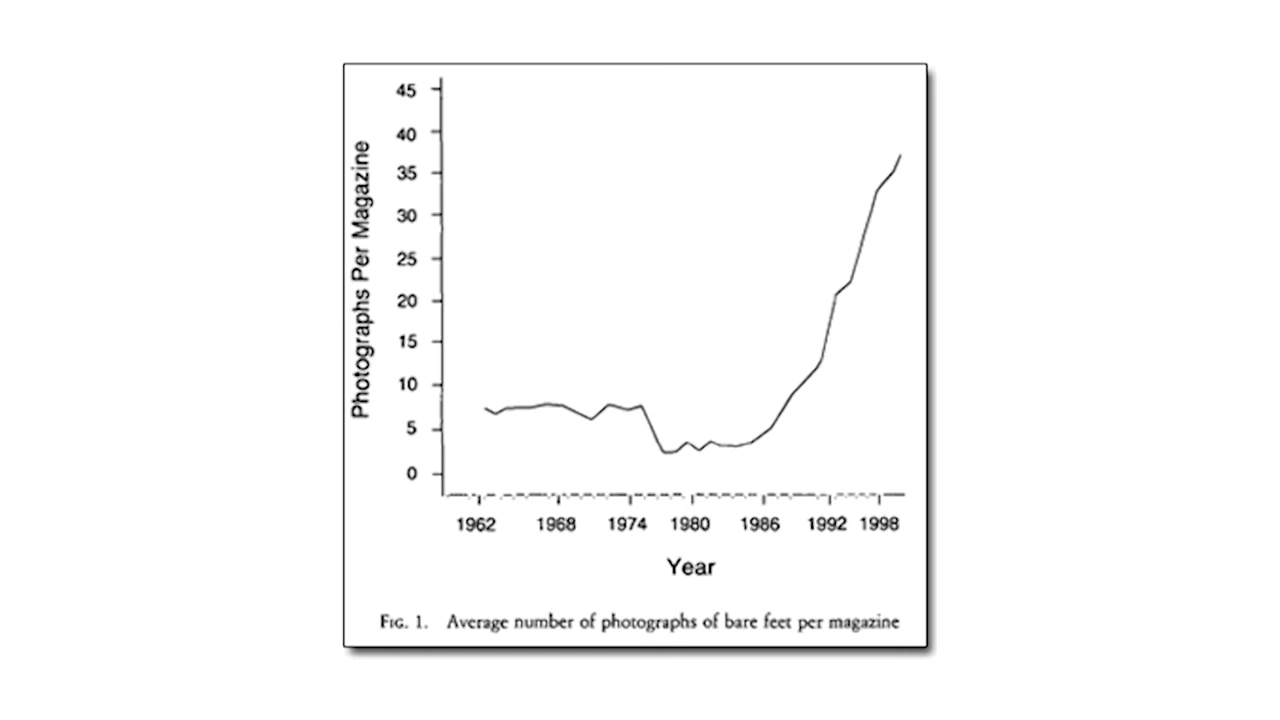 45
40
35
30
25
20
15
10
5
0
Photographs Per Magazine
1962 1968 1974 1980 1986 1992 1998
Year
FIG. 1. Average number of photographs of bare feet per magazine